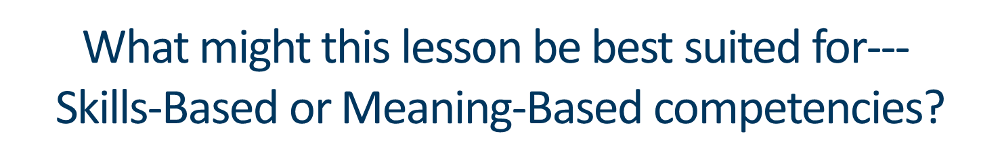 What might this lesson be best suited for---
Skills-Based or Meaning-Based competencies?